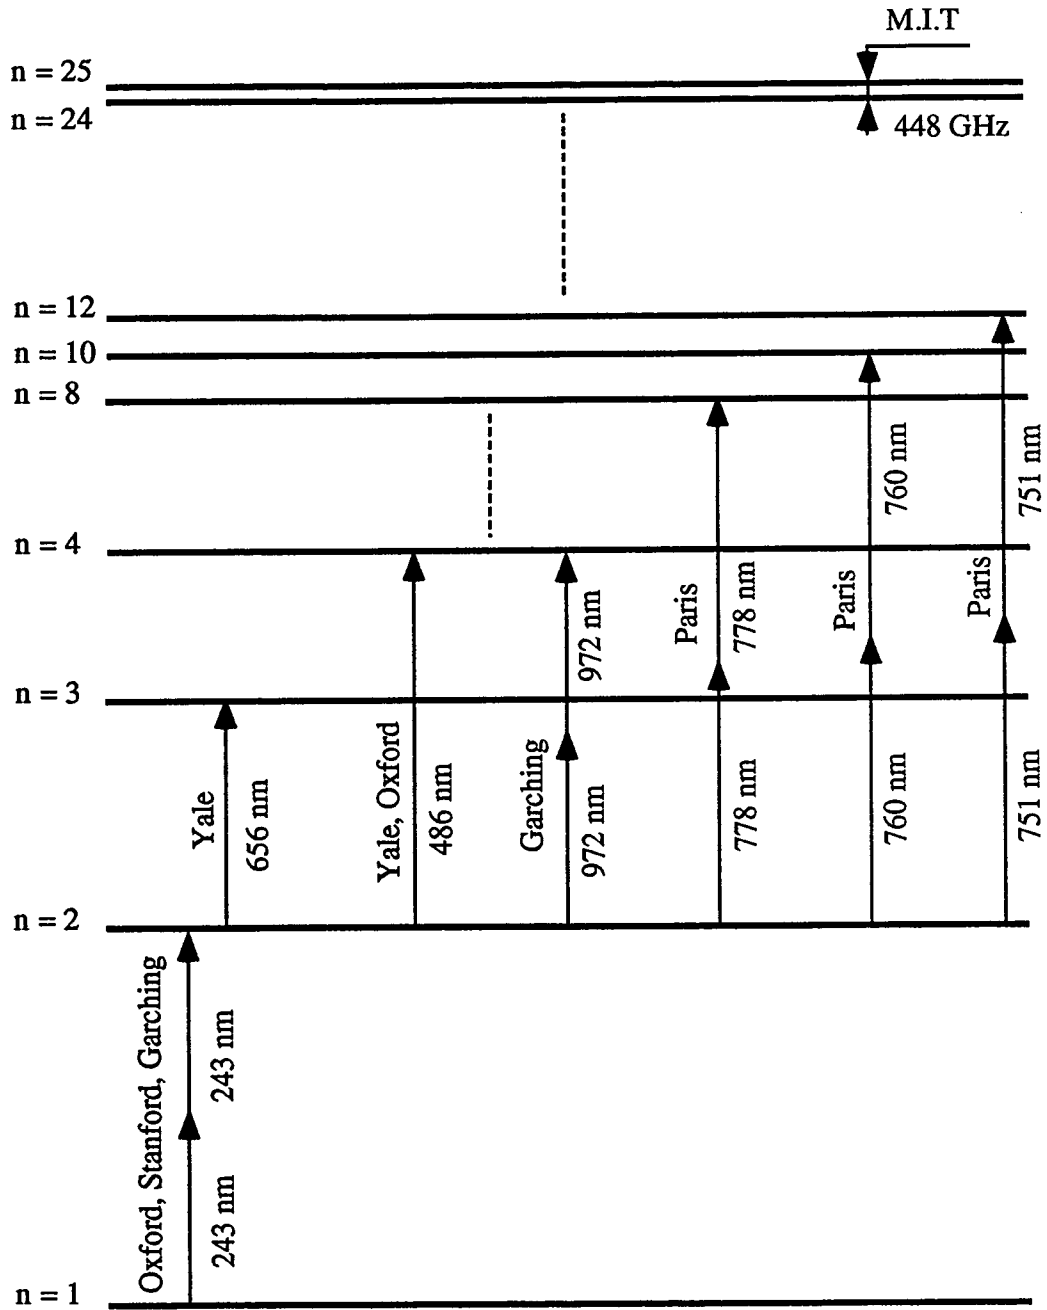 M.I.T
n = 25
n = 24
448 GHz
n = 12
n = 10
n = 8
760 nm
751 nm
n = 4
972 nm
Paris
778 nm
Paris
Paris
n = 3
Yale
656 nm
Yale, Oxford
486 nm
Garching
972 nm
778 nm
760 nm
751 nm
n = 2
Oxford, Stanford, Garching
243 nm
243 nm
n = 1